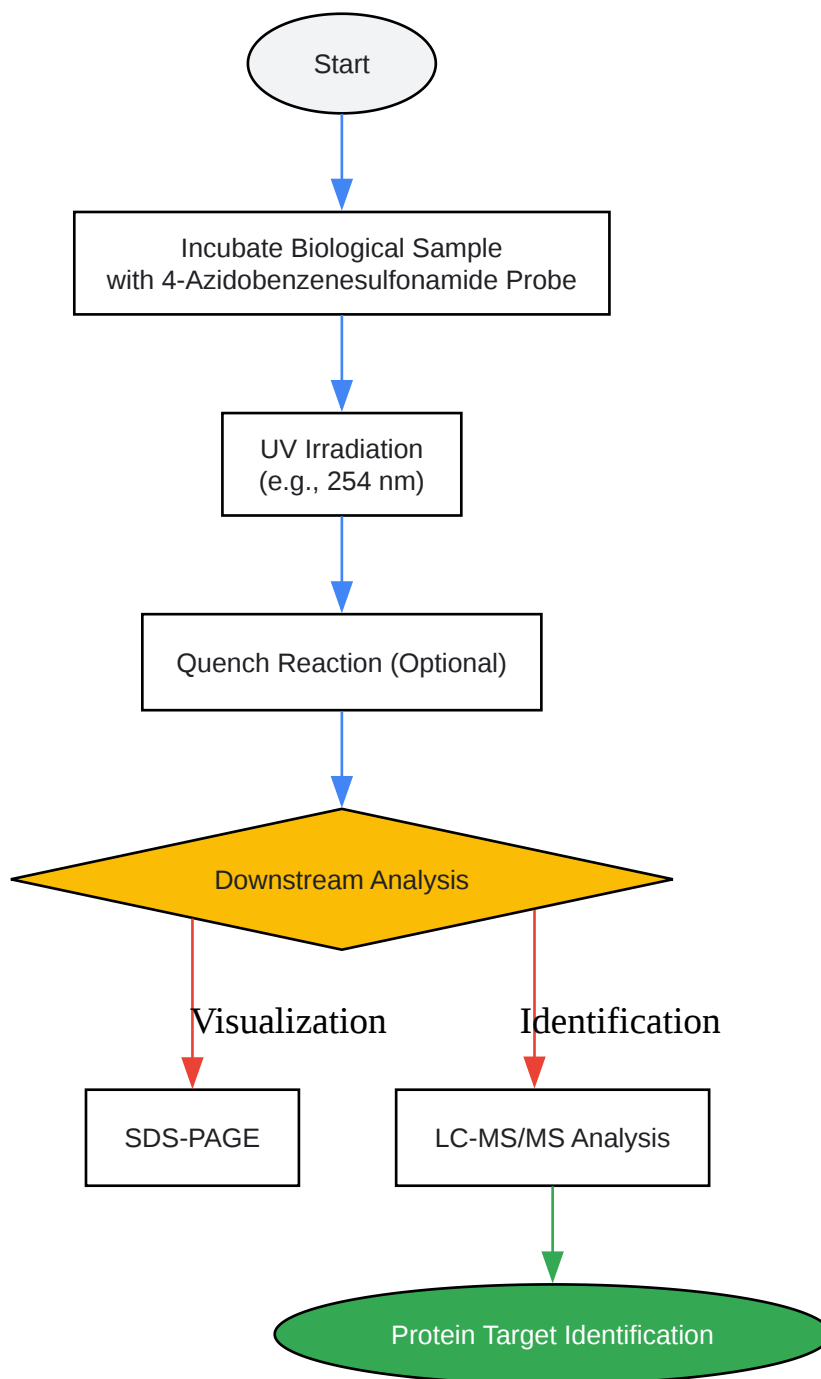 Start
Incubate Biological Sample
with 4-Azidobenzenesulfonamide Probe
UV Irradiation
(e.g., 254 nm)
Quench Reaction (Optional)
Downstream Analysis
Visualization
Identification
SDS-PAGE
LC-MS/MS Analysis
Protein Target Identification